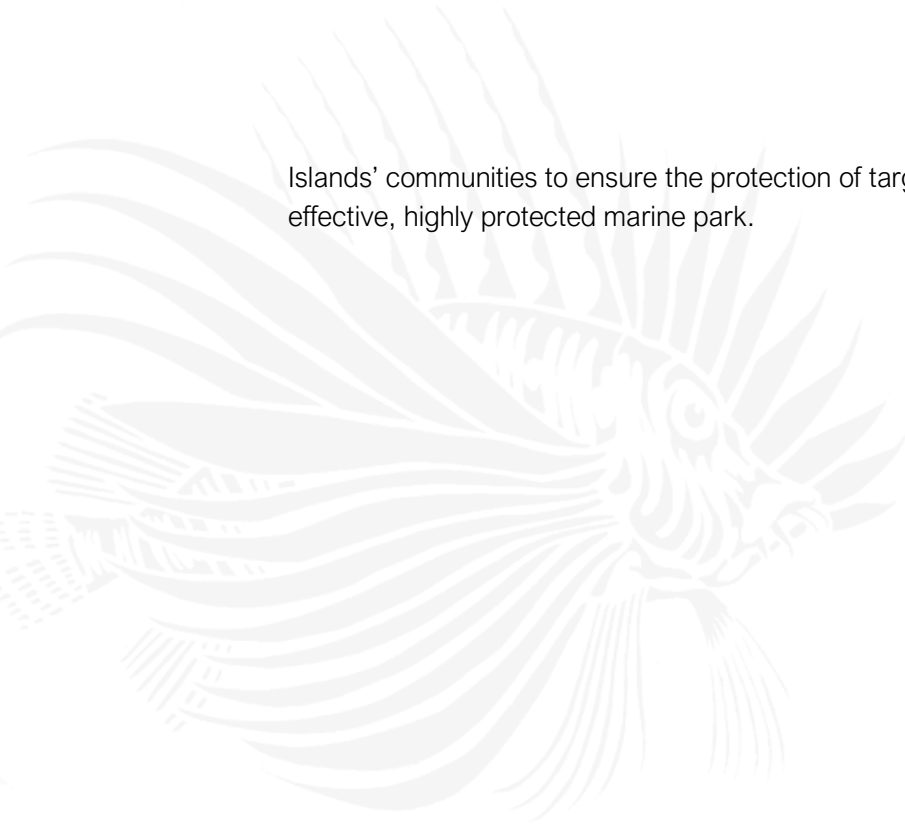 Islands’ communities to ensure the protection of
effective, highly protected marine park.